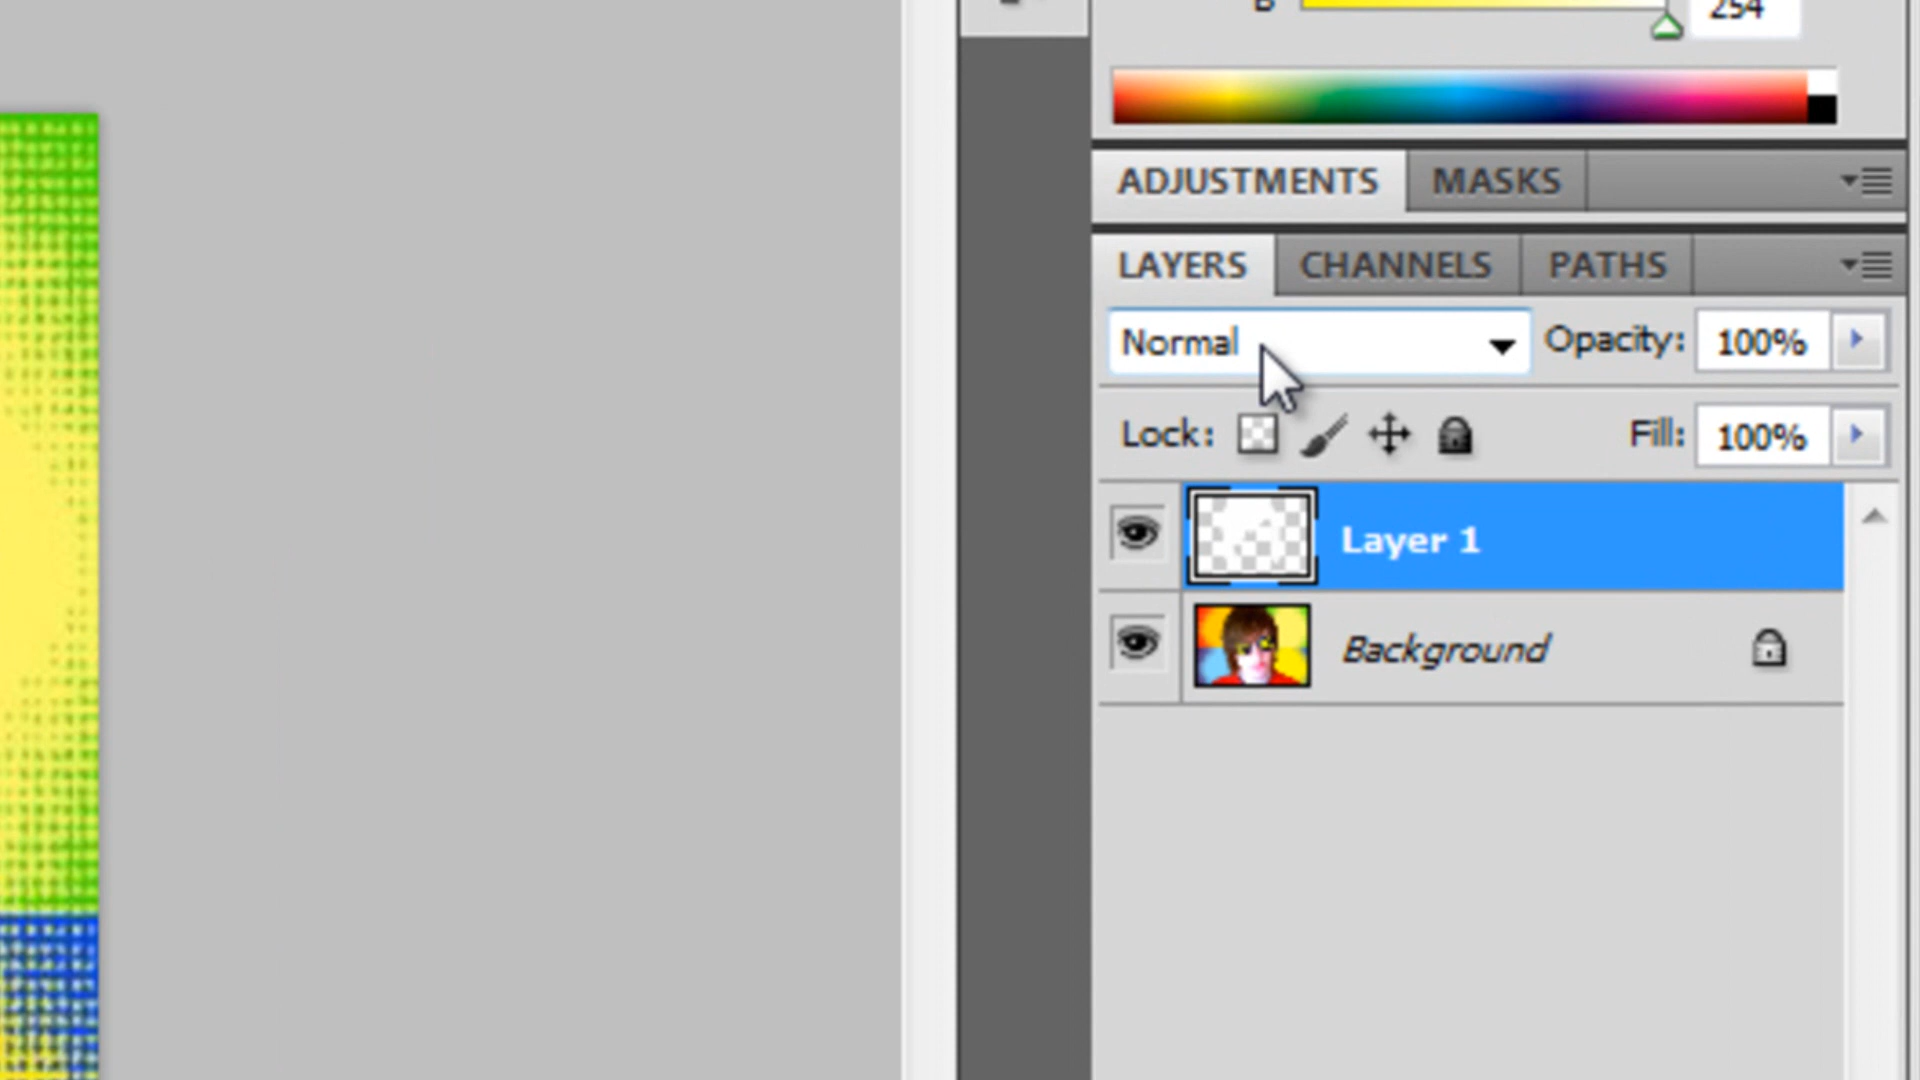 B 254
ADJUSTMENTS MASKS
LAYERS CHANNELS PATHS
Normal Opacity: 100%
Lock: Fill: 100%
Layer 1
Background